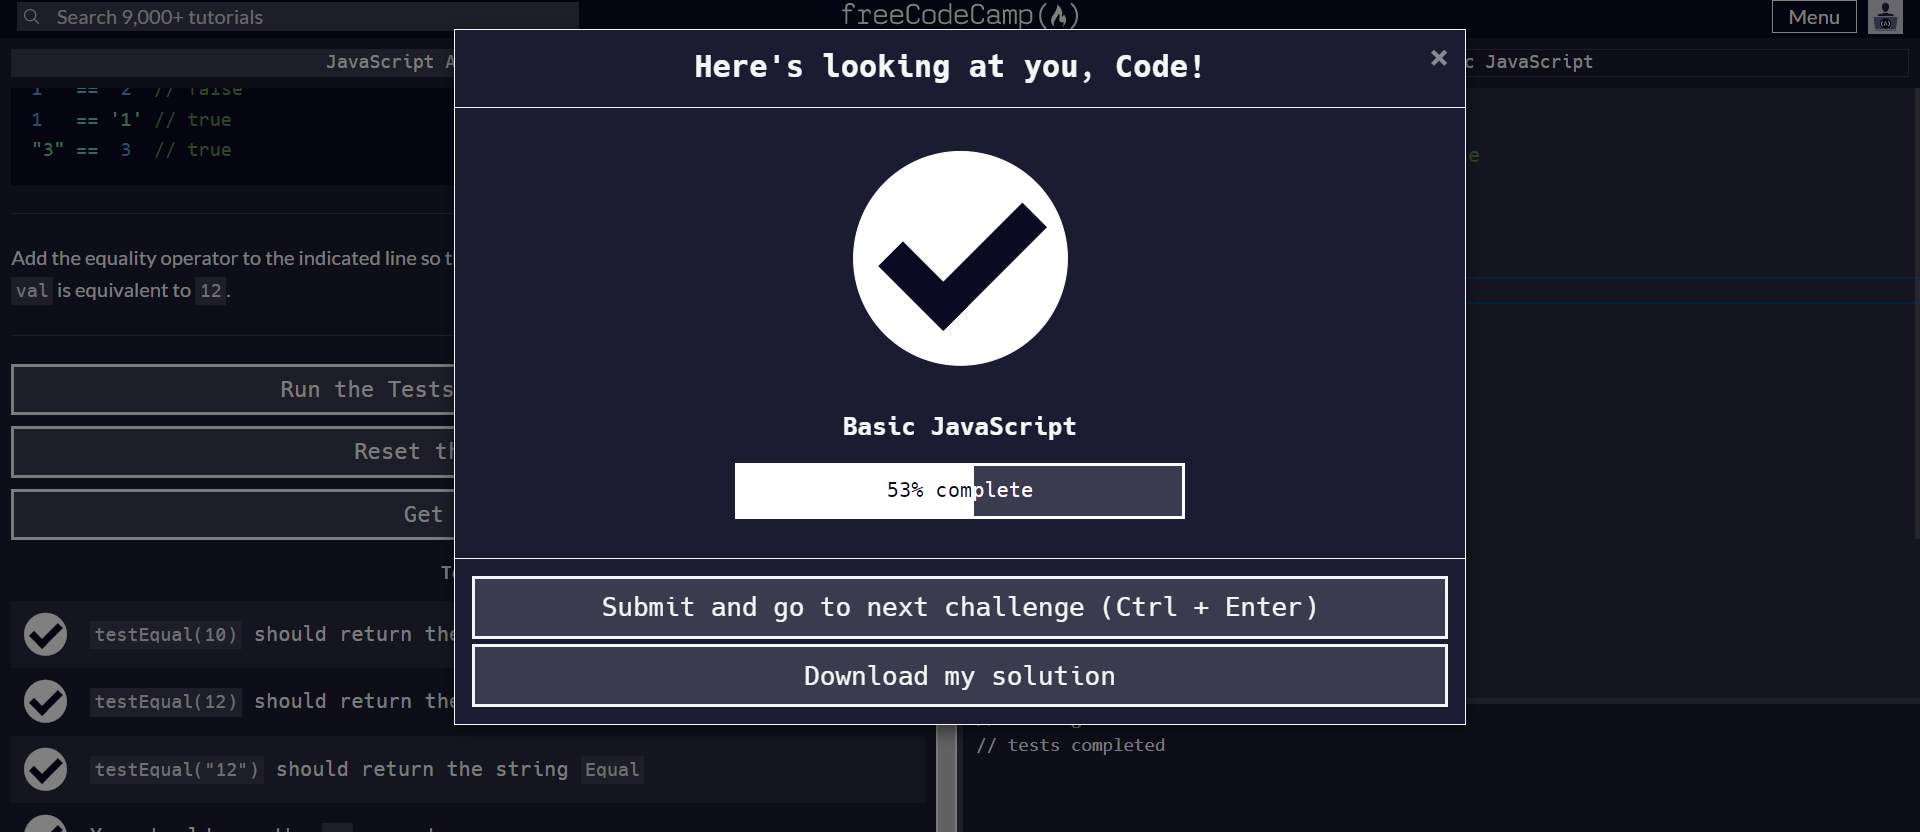 Search 9,000+ tutorials
freeCodeCamp
Menu
JavaScript
JavaScript
1 == 2 // false
1 == '1' // true
"3" == 3 // true
Add the equality operator to the indicated line so
val is equivalent to 12.
Run the Tests
Reset
Get
testEqual(10) should return the
testEqual(12) should return the
testEqual("12") should return the string Equal
Here's looking at you, Code!
×
Basic JavaScript
53% complete
Submit and go to next challenge (Ctrl + Enter)
Download my solution
// tests completed